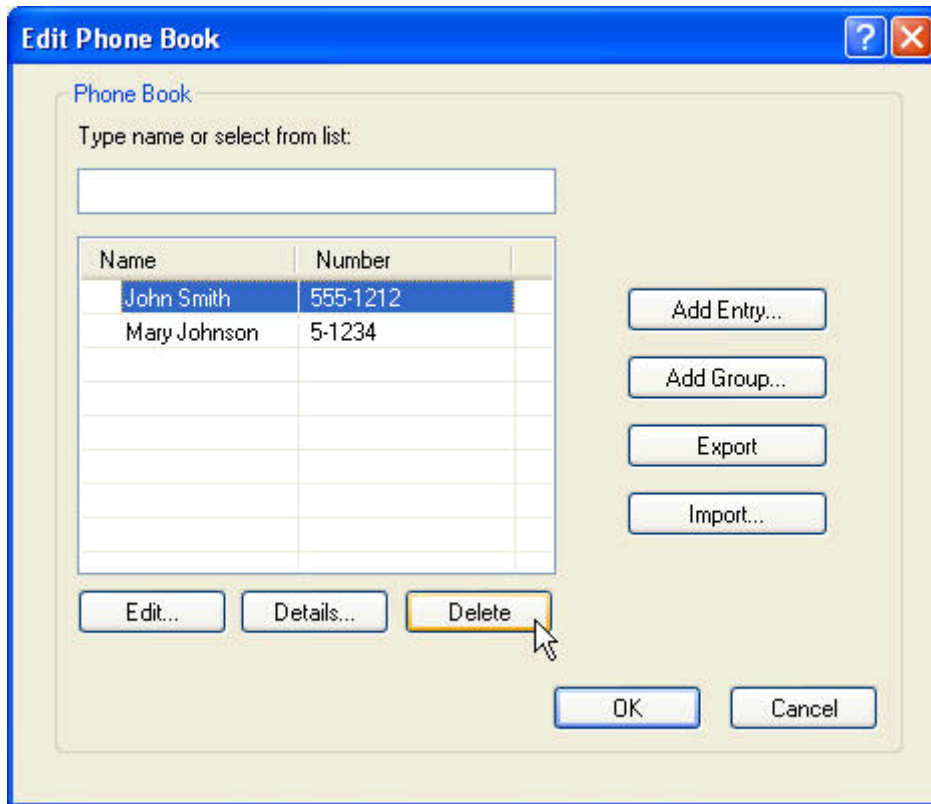 Edit Phone Book
?
Phone Book
Type name or select from list:
Name Number
John Smith 555-1212
Mary Johnson 5-1234
Add Entry...
Add Group...
Export
Import...
Edit... Details... Delete
OK Cancel